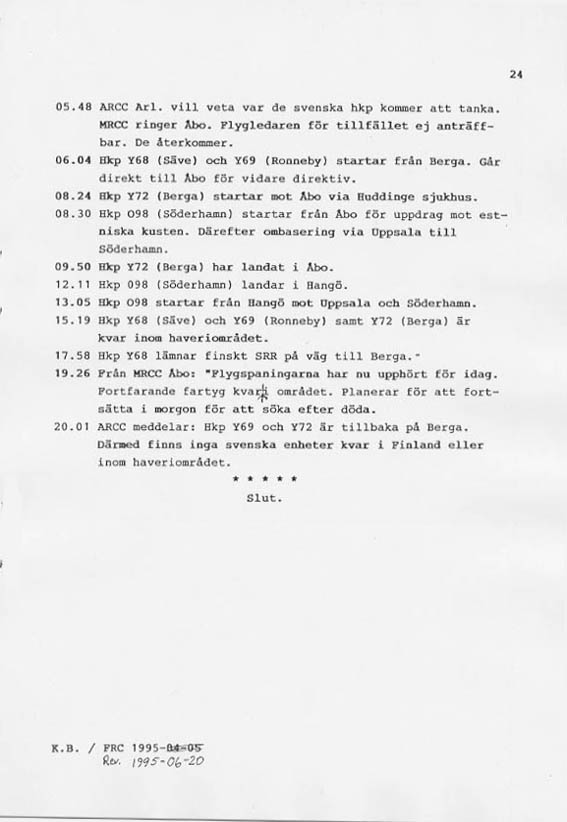 24
05.48 ARCC Arl. vill veta var de svenska hkp kommer att tanka.
MRCC ringer Åbo. Flygledaren för tillfället ej anträff-
bar. De återkommer.
06.04 Hkp Y68 (Säve) och Y69 (Ronneby) startar från Berga. Går
direkt till Åbo för vidare direktiv.
08.24 Hkp Y72 (Berga) startar mot Åbo via Huddinge sjukhus.
08.30 Hkp O98 (Söderhamn) startar från Åbo för uppdrag mot est-
niska kusten. Därefter ombasering via Uppsala till
Söderhamn.
09.50 Hkp Y72 (Berga) har landat i Åbo.
12.11 Hkp O98 (Söderhamn) landar i Hangö.
13.05 Hkp O98 startar från Hangö mot Uppsala och Söderhamn.
15.19 Hkp Y68 (Säve) och Y69 (Ronneby) samt Y72 (Berga) är
kvar inom haveriområdet.
17.58 Hkp Y68 lämnar finskt SRR på väg till Berga."
19.26 Från MRCC Åbo: "Flygspaningarna har nu upphört för idag.
Fortfarande fartyg kvar i området. Planerar för att fort-
sätta i morgon för att söka efter döda.
20.01 ARCC meddelar: Hkp Y69 och Y72 är tillbaka på Berga.
Därmed finns inga svenska enheter kvar i Finland eller
inom haveriområdet.
* * * * *
Slut.
K.B. / FRC 1995-04-05
Rev. 1995-06-20